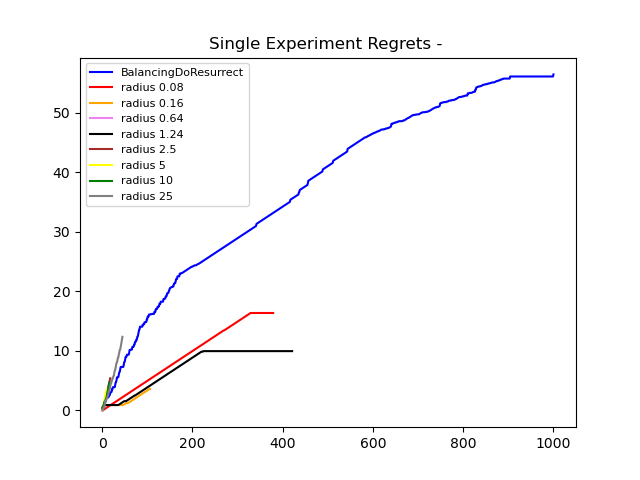 Single Experiment Regrets -
BalancingDoResurrect
radius 0.08
radius 0.16
radius 0.64
radius 1.24
radius 2.5
radius 5
radius 10
radius 25
50
40
30
20
10
0
0 200 400 600 800 1000